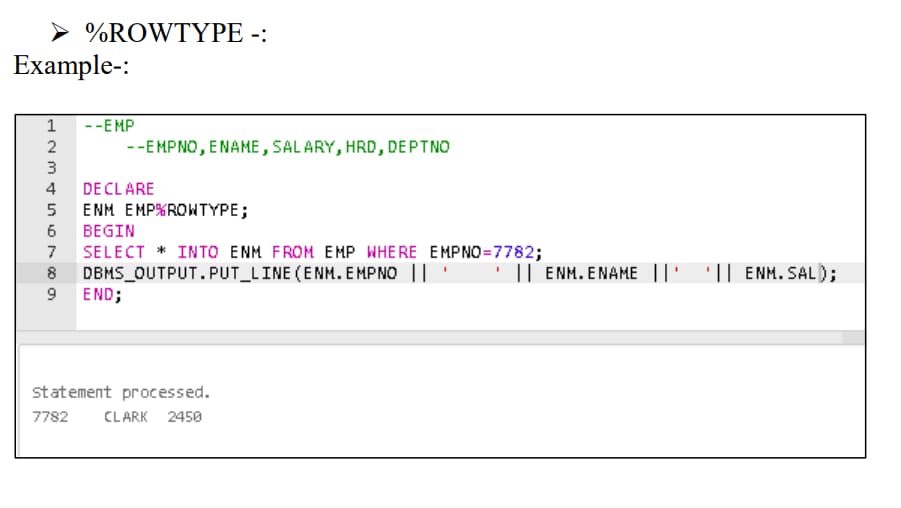 ➢ %ROWTYPE -:
Example-:
1 --EMP
2 --EMPNO,ENAME,SALARY,HRD,DEPTNO
3
4 DECLARE
5 ENM EMP%ROWTYPE;
6 BEGIN
7 SELECT * INTO ENM FROM EMP WHERE EMPNO=7782;
8 DBMS_OUTPUT.PUT_LINE(ENM.EMPNO || '     ' || ENM.ENAME ||'   '|| ENM.SAL);
9 END;
Statement processed.
7782    CLARK   2450